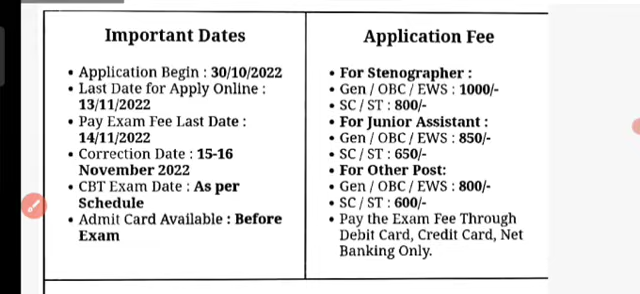 Important Dates
• Application Begin : 30/10/2022
• Last Date for Apply Online :
13/11/2022
• Pay Exam Fee Last Date :
14/11/2022
• Correction Date : 15-16
November 2022
• CBT Exam Date : As per
Schedule
• Admit Card Available : Before
Exam
Application Fee
• For Stenographer :
• Gen / OBC / EWS : 1000/-
• SC / ST : 800/-
• For Junior Assistant :
• Gen / OBC / EWS : 850/-
• SC / ST : 650/-
• For Other Post:
• Gen / OBC / EWS : 800/-
• SC / ST : 600/-
• Pay the Exam Fee Through
Debit Card, Credit Card, Net
Banking Only.